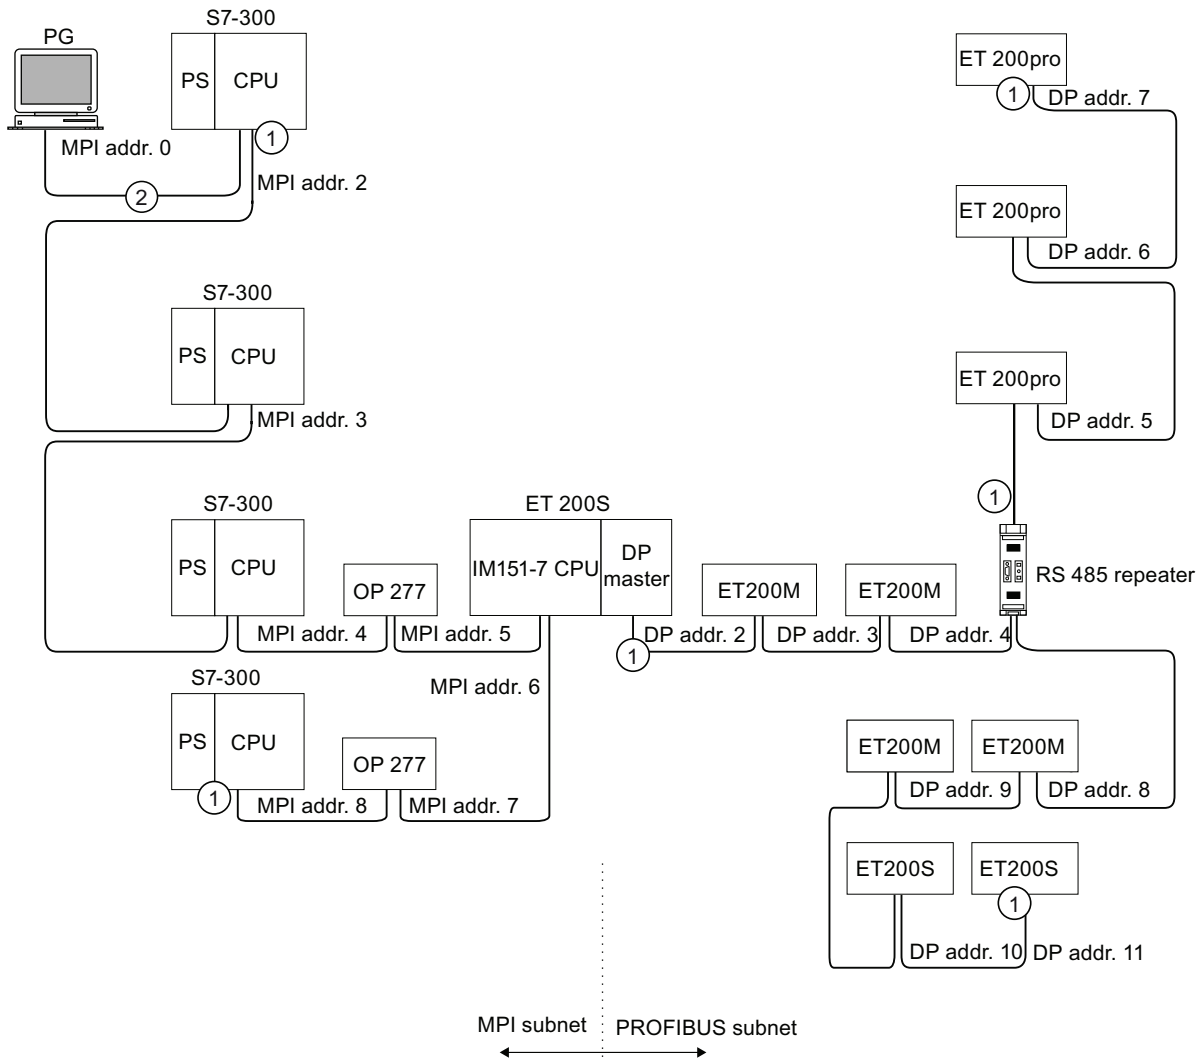 PG
S7-300
PS
CPU
1
MPI addr. 0
2
MPI addr. 2
S7-300
PS
CPU
MPI addr. 3
S7-300
PS
CPU
MPI addr. 4
OP 277
MPI addr. 5
ET 200S
IM151-7 CPU
DP
master
1
MPI addr. 6
S7-300
PS
CPU
1
MPI addr. 8
OP 277
MPI addr. 7
DP addr. 2
ET200M
DP addr. 3
ET200M
DP addr. 4
ET 200pro
1
DP addr. 7
ET 200pro
DP addr. 6
ET 200pro
DP addr. 5
1
RS 485 repeater
ET200M
ET200M
DP addr. 9
DP addr. 8
ET200S
ET200S
1
DP addr. 10
DP addr. 11
MPI subnet
PROFIBUS subnet